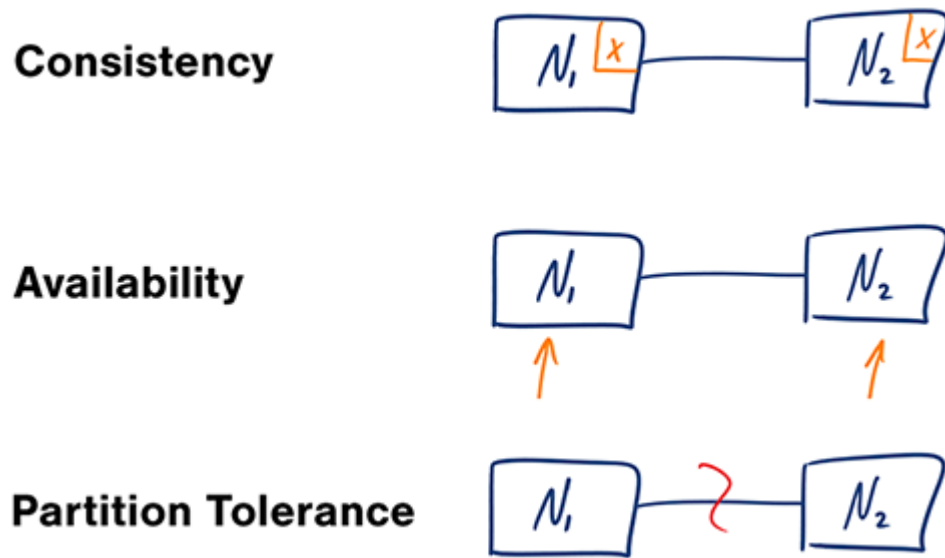 Consistency N₁ x N₂ x
Availability N₁ N₂
Partition Tolerance N₁ N₂